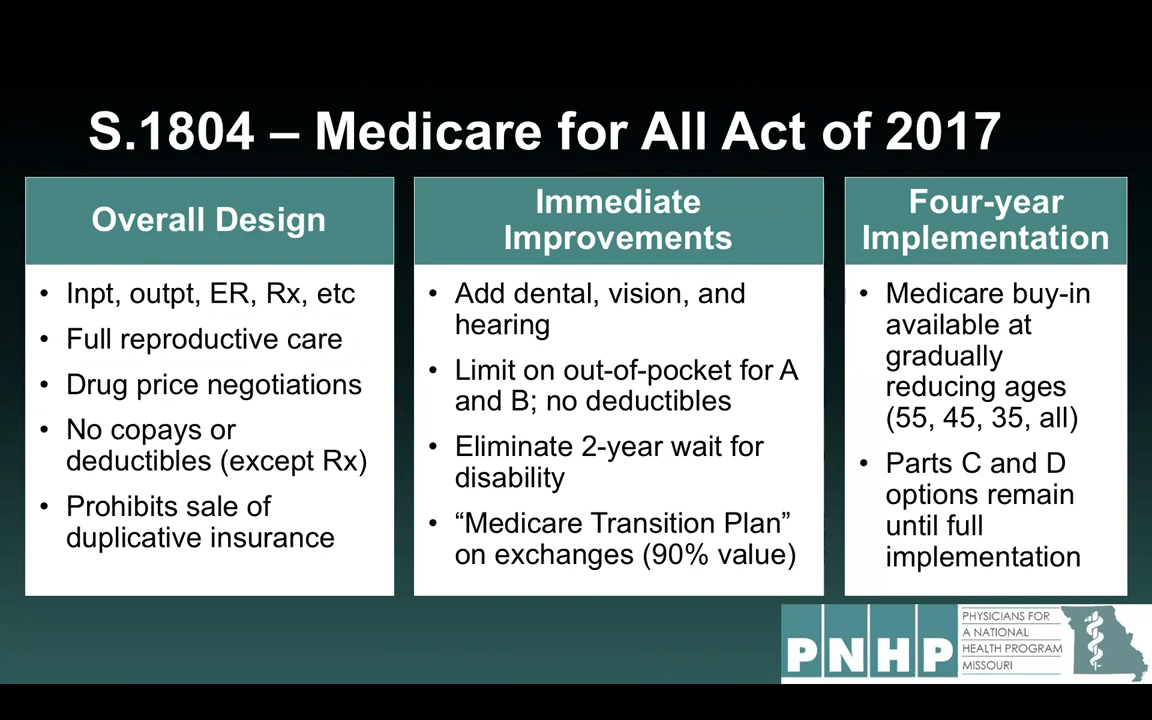 S.1804 – Medicare for All Act of 2017
Overall Design
• Inpt, outpt, ER, Rx, etc
• Full reproductive care
• Drug price negotiations
• No copays or
deductibles (except Rx)
• Prohibits sale of
duplicative insurance
Immediate
Improvements
• Add dental, vision, and
hearing
• Limit on out-of-pocket for A
and B; no deductibles
• Eliminate 2-year wait for
disability
• “Medicare Transition Plan”
on exchanges (90% value)
Four-year
Implementation
• Medicare buy-in
available at
gradually
reducing ages
(55, 45, 35, all)
• Parts C and D
options remain
until full
implementation
PNHP
PHYSICIANS FOR
A NATIONAL
HEALTH PROGRAM
MISSOURI